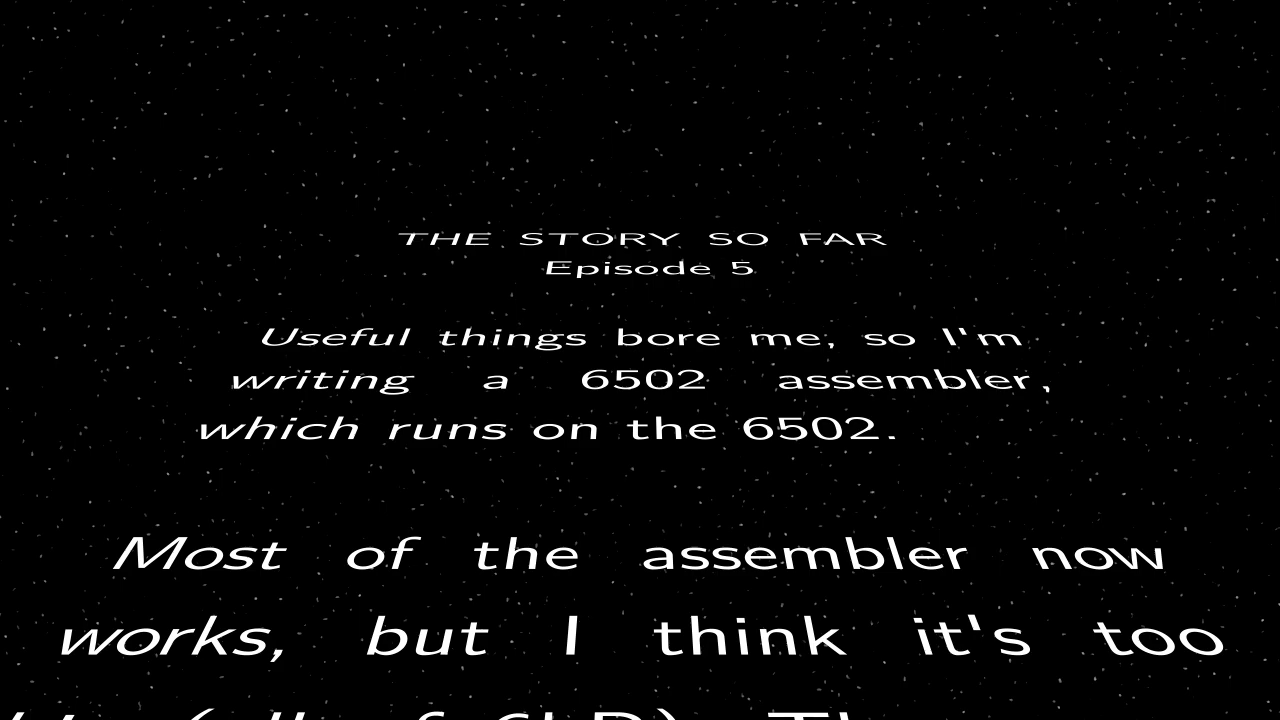 THE STORY SO FAR
Episode 5
Useful things bore me, so I'm
writing a 6502 assembler,
which runs on the 6502.
Most of the assembler now
works, but I think it's too